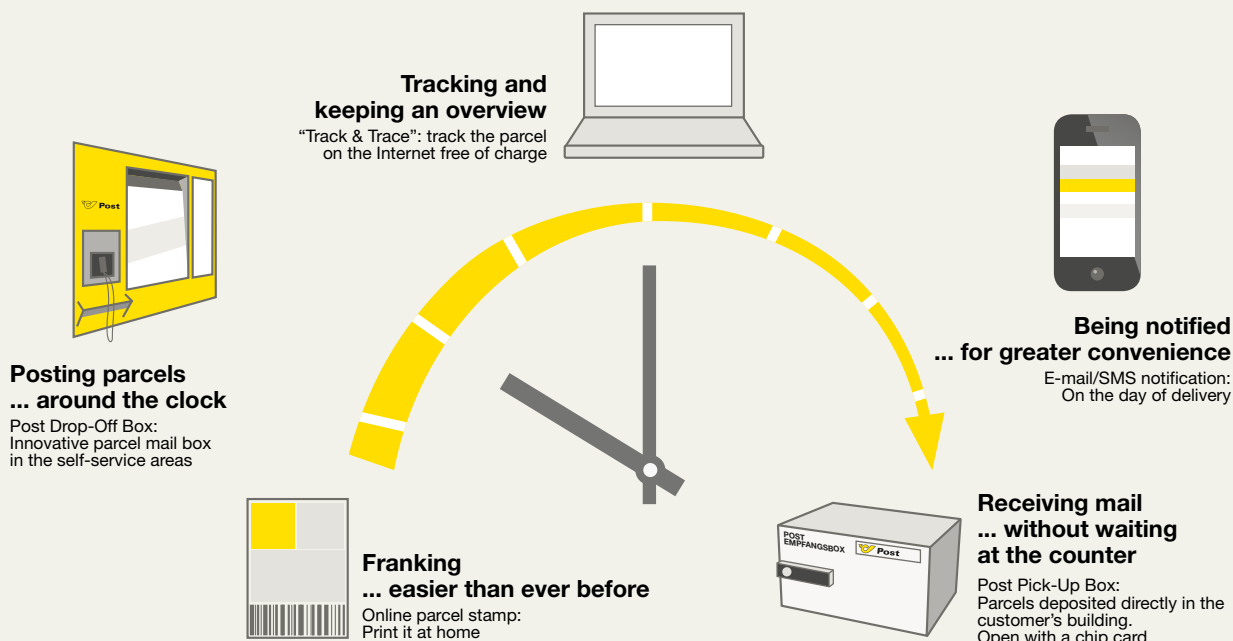 Tracking and
keeping an overview
“Track & Trace”: track the parcel
on the Internet free of charge
Post
Posting parcels
... around the clock
Post Drop-Off Box:
Innovative parcel mail box
in the self-service areas
Being notified
... for greater convenience
E-mail/SMS notification:
On the day of delivery
Franking
... easier than ever before
Online parcel stamp:
Print it at home
POST
EMPFANGSBOX
Post
Receiving mail
... without waiting
at the counter
Post Pick-Up Box:
Parcels deposited directly in the
customer’s building.
Open with a chip card